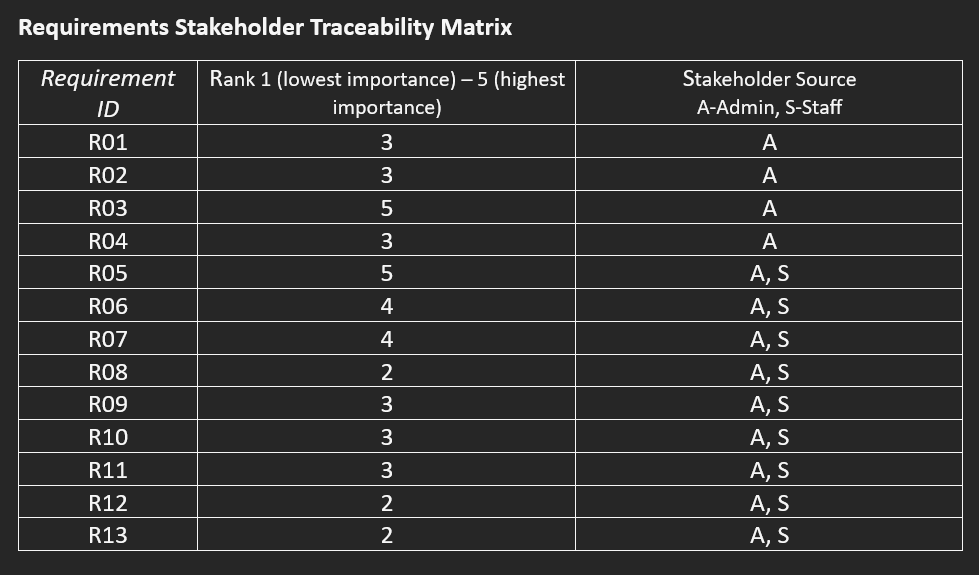 Requirements Stakeholder Traceability Matrix
Requirement ID Rank 1 (lowest importance) – 5 (highest importance) Stakeholder Source A-Admin, S-Staff
R01 3 A
R02 3 A
R03 5 A
R04 3 A
R05 5 A, S
R06 4 A, S
R07 4 A, S
R08 2 A, S
R09 3 A, S
R10 3 A, S
R11 3 A, S
R12 2 A, S
R13 2 A, S